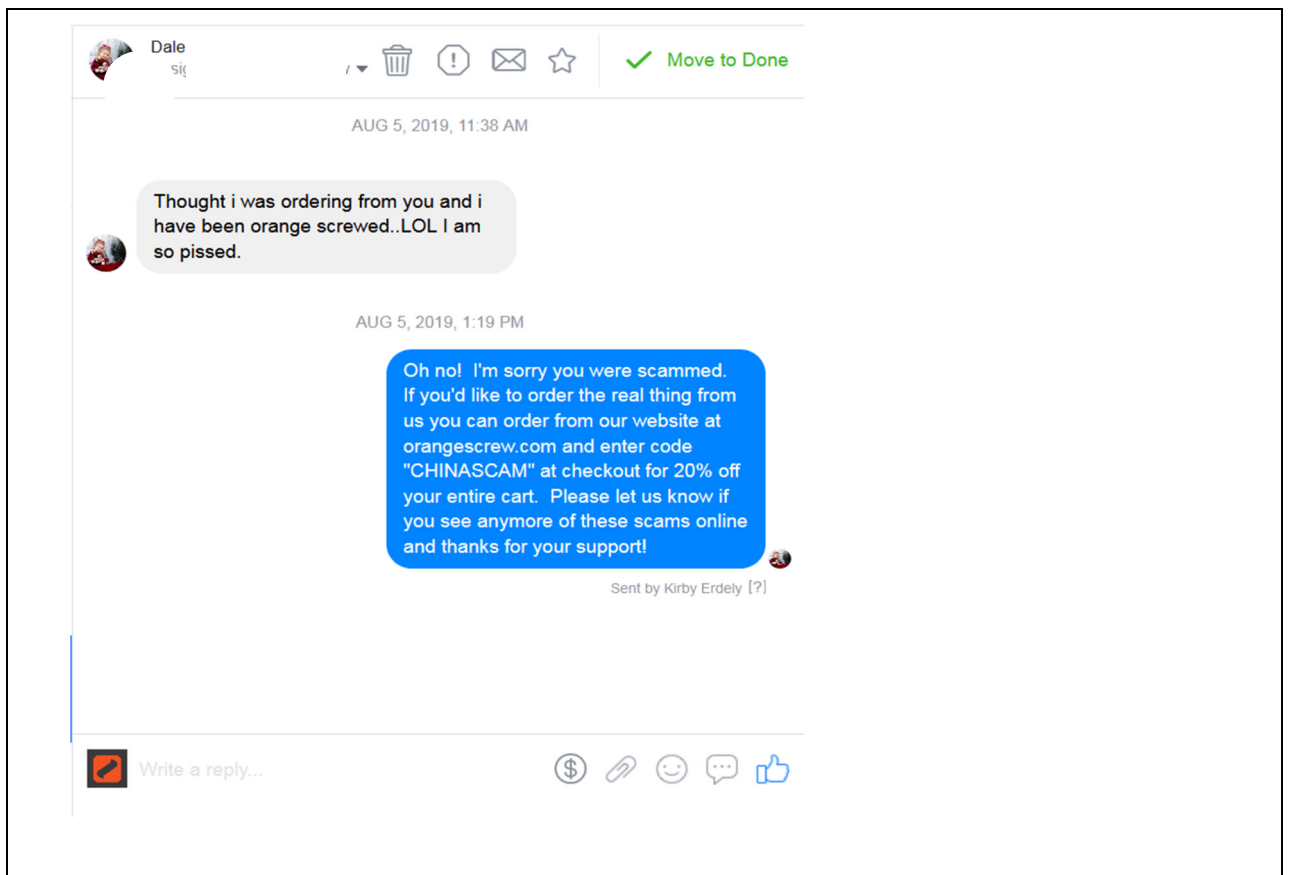 Dale
Move to Done
AUG 5, 2019, 11:38 AM
Thought i was ordering from you and i
have been orange screwed..LOL I am
so pissed.
AUG 5, 2019, 1:19 PM
Oh no!  I'm sorry you were scammed.
If you'd like to order the real thing from
us you can order from our website at
orangescrew.com and enter code
"CHINASCAM" at checkout for 20% off
your entire cart.  Please let us know if
you see anymore of these scams online
and thanks for your support!
Sent by Kirby Erdely [?]
Write a reply...